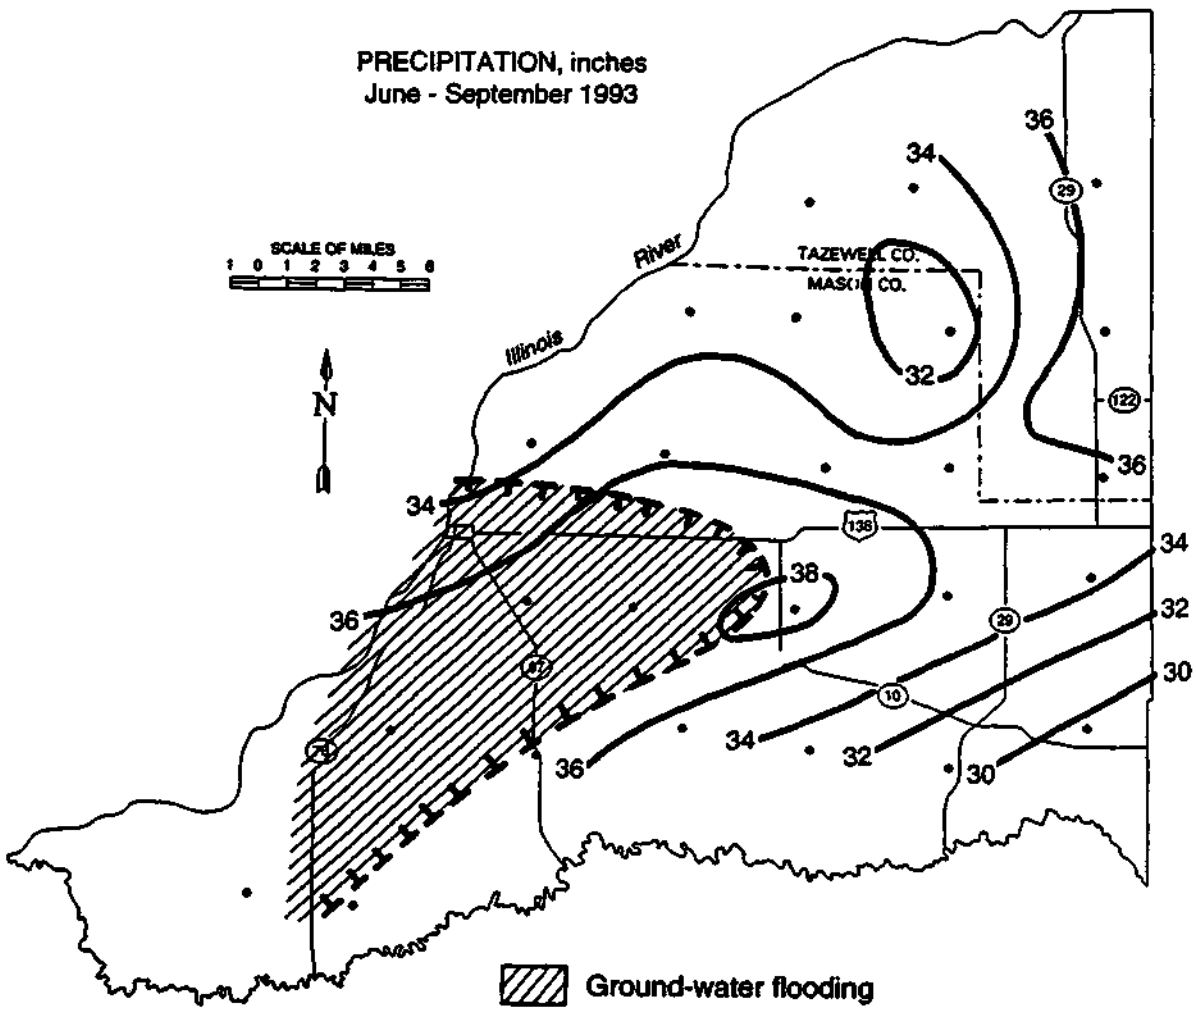 PRECIPITATION, inches
June - September 1993
36
34
29
SCALE OF MILES
1 0 1 2 3 4 5 6
River
TAZEWELL CO.
MASON CO.
Illinois
32
N
122
36
34
136
34
38
36
32
29
97
30
10
78
34
32
36
30
Ground-water flooding